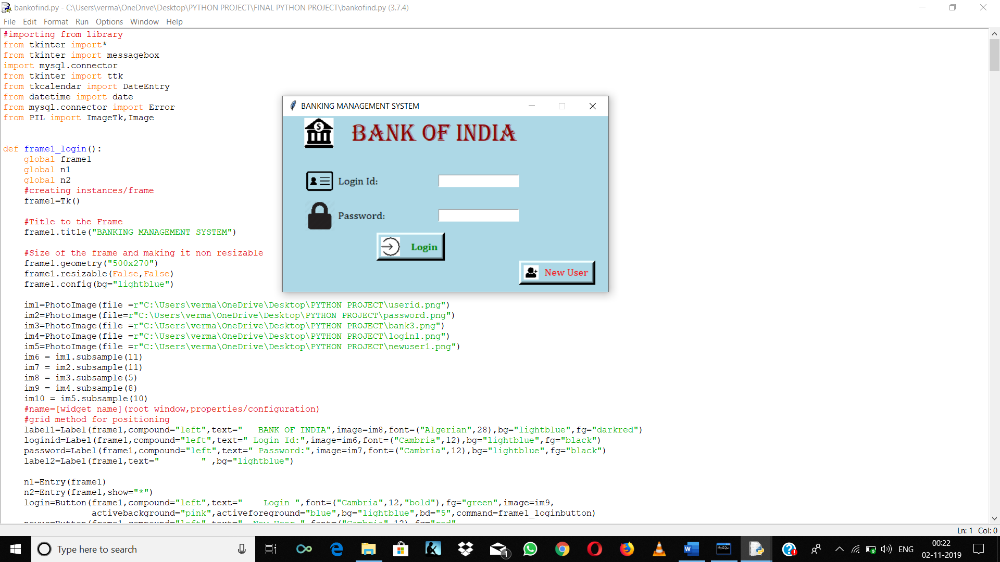 bankofind.py - C:\Users\verma\OneDrive\Desktop\PYTHON PROJECT\FINAL PYTHON PROJECT\bankofind.py (3.7.4)
File Edit Format Run Options Window Help
#importing from library
from tkinter import*
from tkinter import messagebox
import mysql.connector
from tkinter import ttk
from tkcalendar import DateEntry
from datetime import date
from mysql.connector import Error
from PIL import ImageTk,Image
def frame1_login():
    global frame1
    global n1
    global n2
    #creating instances/frame
    frame1=Tk()
    #Title to the Frame
    frame1.title("BANKING MANAGEMENT SYSTEM")
    #Size of the frame and making it non resizable
    frame1.geometry("500x270")
    frame1.resizable(False,False)
    frame1.config(bg="lightblue")
    im1=PhotoImage(file =r"C:\Users\verma\OneDrive\Desktop\PYTHON PROJECT\userid.png")
    im2=PhotoImage(file=r"C:\Users\verma\OneDrive\Desktop\PYTHON PROJECT\password.png")
    im3=PhotoImage(file =r"C:\Users\verma\OneDrive\Desktop\PYTHON PROJECT\bank3.png")
    im4=PhotoImage(file =r"C:\Users\verma\OneDrive\Desktop\PYTHON PROJECT\login1.png")
    im5=PhotoImage(file =r"C:\Users\verma\OneDrive\Desktop\PYTHON PROJECT\newuser1.png")
    im6 = im1.subsample(11)
    im7 = im2.subsample(11)
    im8 = im3.subsample(5)
    im9 = im4.subsample(8)
    im10 = im5.subsample(10)
    #name=[widget name](root window,properties/configuration)
    #grid method for positioning
    label1=Label(frame1,compound="left",text="   BANK OF INDIA",image=im8,font=("Algerian",28),bg="lightblue",fg="darkred")
    loginid=Label(frame1,compound="left",text=" Login Id:",image=im6,font=("Cambria",12),bg="lightblue",fg="black")
    password=Label(frame1,compound="left",text=" Password:",image=im7,font=("Cambria",12),bg="lightblue",fg="black")
    label2=Label(frame1,text="        " ,bg="lightblue")
    n1=Entry(frame1)
    n2=Entry(frame1,show="*")
    login=Button(frame1,compound="left",text="    Login ",font=("Cambria",12,"bold"),fg="green",image=im9,
                 activebackground="pink",activeforeground="blue",bg="lightblue",bd="5",command=frame1_loginbutton)
    newus=Button(frame1,compound="left",text="  New User ",font=("Cambria",12),fg="red",
BANKING MANAGEMENT SYSTEM
BANK OF INDIA
Login Id:
Password:
Login
New User
Ln: 1 Col: 0
Type here to search
1
MySQL
ENG
00:22
02-11-2019